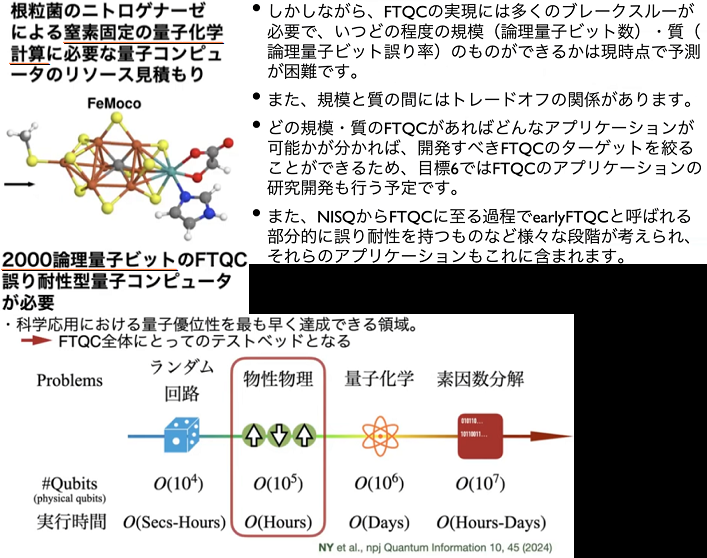 根粒菌のニトロゲナーゼ
による窒素固定の量子化学
計算に必要な量子コンピュ
ータのリソース見積もり
FeMoco
2000論理量子ビットのFTQC
誤り耐性型量子コンピュータ
が必要
• しかしながら、FTQCの実現には多くのブレークスルーが
必要で、いつどの程度の規模（論理量子ビット数）・質（
論理量子ビット誤り率）のものができるかは現時点で予測
が困難です。
• また、規模と質の間にはトレードオフの関係があります。
• どの規模・質のFTQCがあればどんなアプリケーションが
可能かが分かれば、開発すべきFTQCのターゲットを絞る
ことができるため、目標6ではFTQCのアプリケーションの
研究開発も行う予定です。
• また、NISQからFTQCに至る過程でearlyFTQCと呼ばれる
部分的に誤り耐性を持つものなど様々な段階が考えられ、
それらのアプリケーションもこれに含まれます。
・科学応用における量子優位性を最も早く達成できる領域。
FTQC全体にとってのテストベッドとなる
Problems ランダム回路 物性物理 量子化学 素因数分解
010110...
10110011...
#Qubits O(10⁴) O(10⁵) O(10⁶) O(10⁷)
(physical qubits)
実行時間 O(Secs-Hours) O(Hours) O(Days) O(Hours-Days)
NY et al., npj Quantum Information 10, 45 (2024)